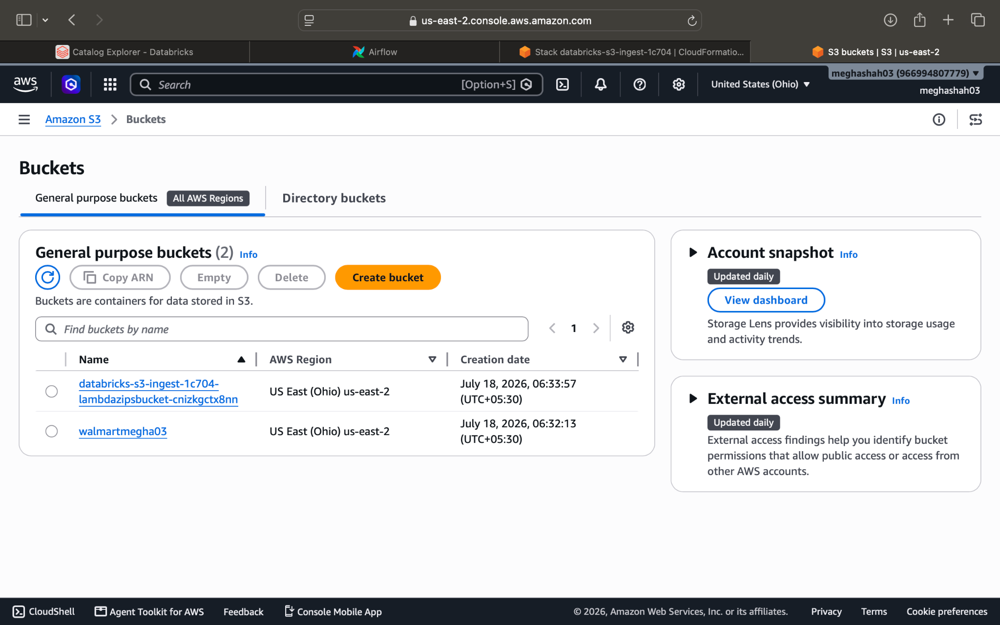 us-east-2.console.aws.amazon.com
Catalog Explorer - Databricks
Airflow
Stack databricks-s3-ingest-1c704 | CloudFormatio...
S3 buckets | S3 | us-east-2
aws
Search
[Option+S]
United States (Ohio)
meghashah03 (966994807779)
meghashah03
Amazon S3
Buckets
Buckets
General purpose buckets
All AWS Regions
Directory buckets
General purpose buckets (2) Info
Copy ARN
Empty
Delete
Create bucket
Buckets are containers for data stored in S3.
Find buckets by name
1
Name
AWS Region
Creation date
databricks-s3-ingest-1c704-
lambdazipsbucket-cnizkgctx8nn
US East (Ohio) us-east-2
July 18, 2026, 06:33:57
(UTC+05:30)
walmartmegha03
US East (Ohio) us-east-2
July 18, 2026, 06:32:13
(UTC+05:30)
Account snapshot Info
Updated daily
View dashboard
Storage Lens provides visibility into storage usage
and activity trends.
External access summary Info
Updated daily
External access findings help you identify bucket
permissions that allow public access or access from
other AWS accounts.
CloudShell
Agent Toolkit for AWS
Feedback
Console Mobile App
© 2026, Amazon Web Services, Inc. or its affiliates.
Privacy
Terms
Cookie preferences